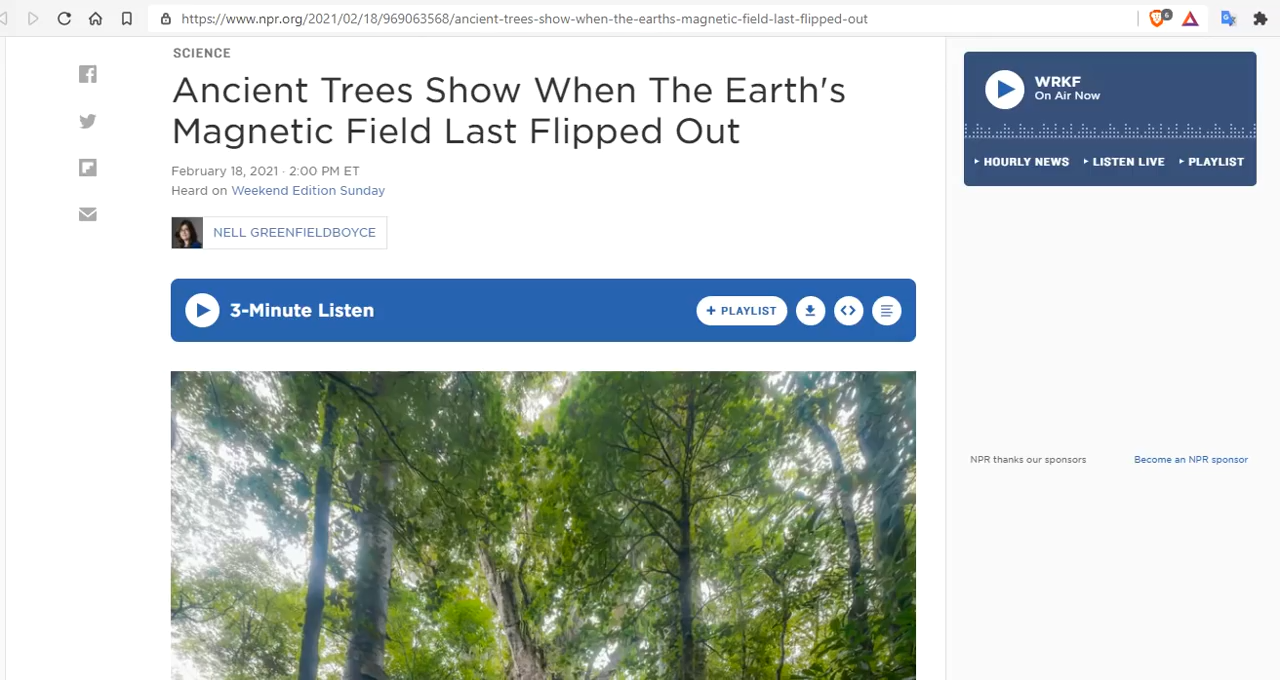 https://www.npr.org/2021/02/18/969063568/ancient-trees-show-when-the-earths-magnetic-field-last-flipped-out
6
SCIENCE
Ancient Trees Show When The Earth's
Magnetic Field Last Flipped Out
February 18, 2021 · 2:00 PM ET
Heard on Weekend Edition Sunday
NELL GREENFIELDBOYCE
3-Minute Listen
+ PLAYLIST
WRKF
On Air Now
HOURLY NEWS
LISTEN LIVE
PLAYLIST
NPR thanks our sponsors
Become an NPR sponsor